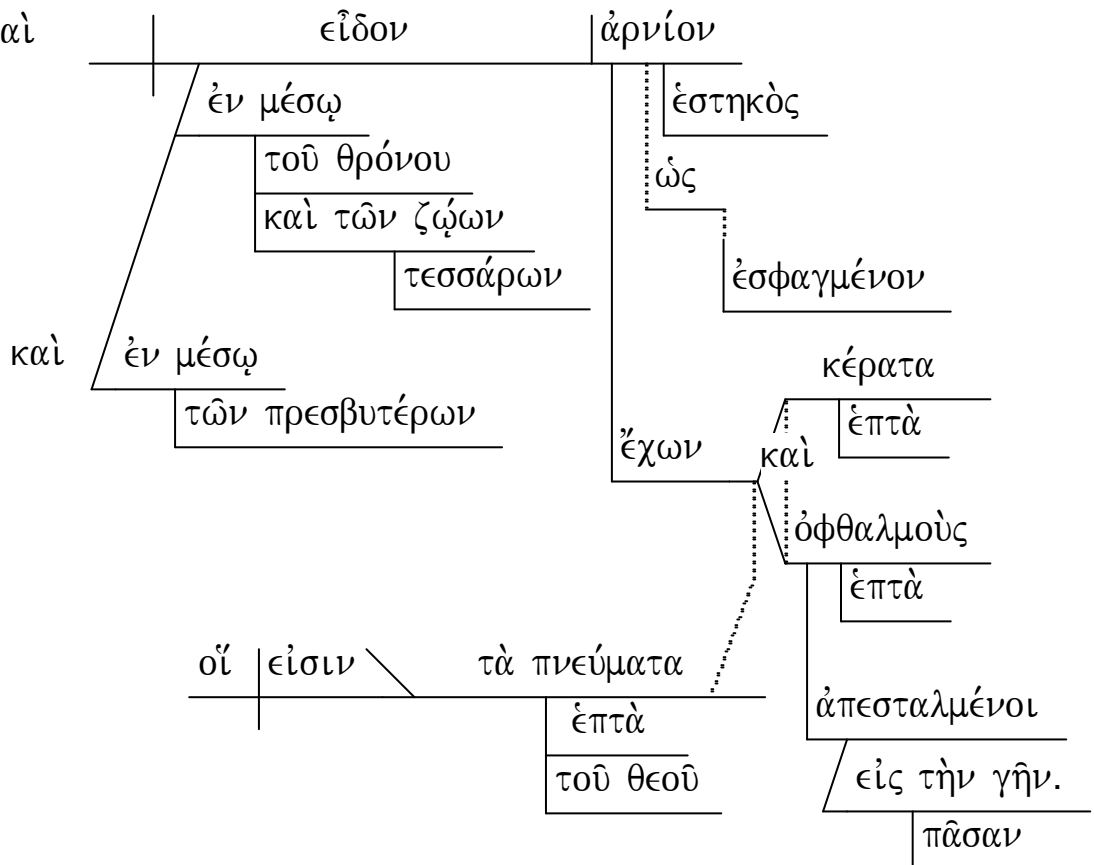 αὶ εἶδον ἀρνίον
ἐν μέσῳ ἑστηκὸς
τοῦ θρόνου
ὡς
καὶ τῶν ζῴων
τεσσάρων ἐσφαγμένον
καὶ ἐν μέσῳ κέρατα
τῶν πρεσβυτέρων ἑπτὰ
ἔχων καὶ
ὀφθαλμοὺς
ἑπτὰ
οἵ εἰσιν τὰ πνεύματα
ἑπτὰ ἀπεσταλμένοι
τοῦ θεοῦ εἰς τὴν γῆν.
πᾶσαν